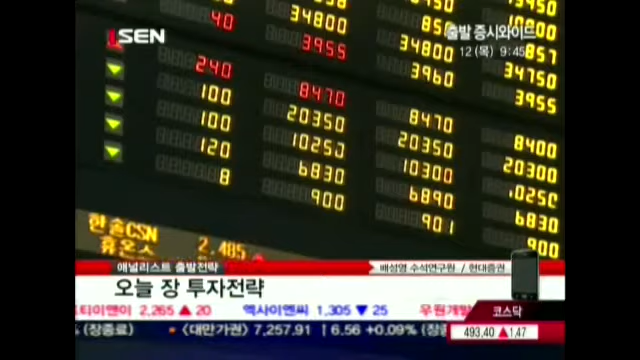 SEN
출발 증시와이드
12 (목) 9:45
40 34800 850 10800
3955 34800 857
3960 34750
240 3955
100 8470 8470
100 20350 20350 8400
120 10250 10300 20300
8 6830 6890 10250
900 901 6830
900
한솔CSN
휴온스 2,485
애널리스트 출발전략
배성영 수석연구원 / 현대증권
오늘 장 투자전략
티이앤이 2,265 ▲ 20 엑사이엔씨 1,305 ▼ 25 우원개발
코스닥
(장종료) <대만가권> 7,257.91 6.56 +0.09% (장종
493.40 ▲1.47